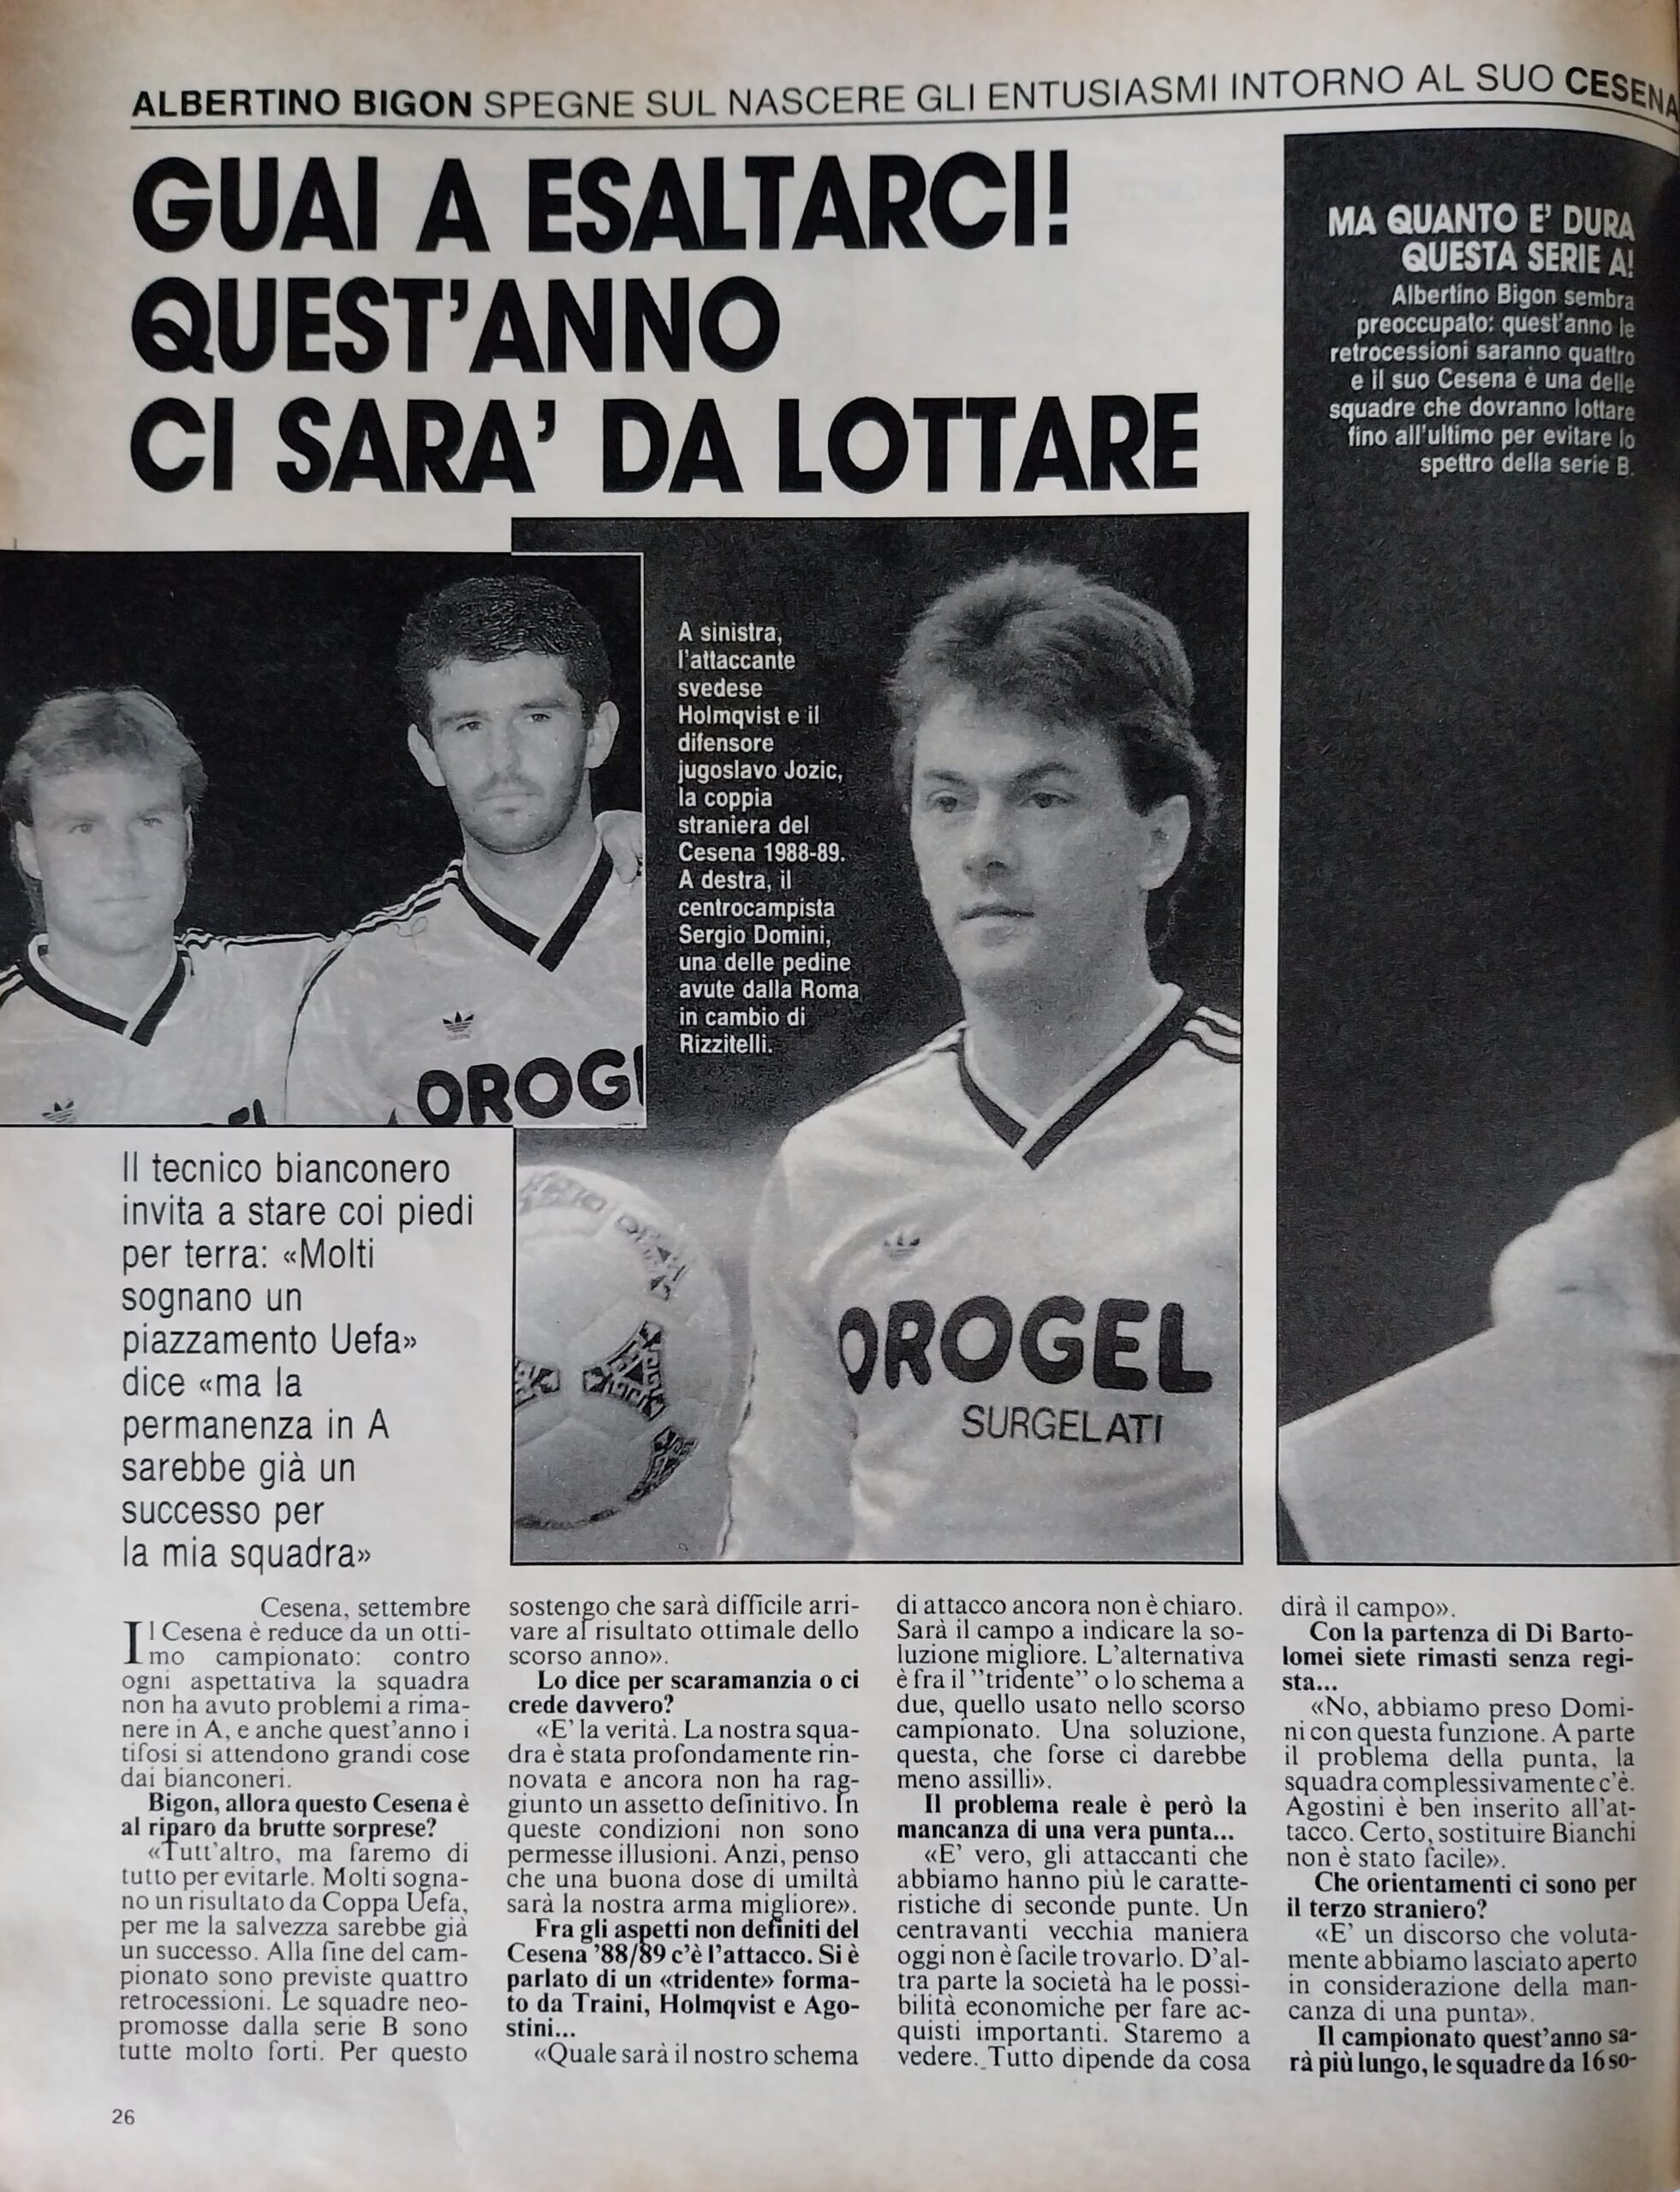 ALBERTINO BIGON SPEGNE SUL NASCERE GLI ENTUSIASMI INTORNO AL SUO CESENA
GUAI A ESALTARCI!
QUEST'ANNO
CI SARA' DA LOTTARE
MA QUANTO E' DURA
QUESTA SERIE A!
Albertino Bigon sembra
preoccupato: quest'anno le
retrocessioni saranno quattro
e il suo Cesena è una delle
squadre che dovranno lottare
fino all'ultimo per evitare lo
spettro della serie B.
A sinistra,
l'attaccante
svedese
Holmqvist e il
difensore
jugoslavo Jozic,
la coppia
straniera del
Cesena 1988-89.
A destra, il
centrocampista
Sergio Domini,
una delle pedine
avute dalla Roma
in cambio di
Rizzitelli.
OROGEL
OROGEL
SURGELATI
Il tecnico bianconero
invita a stare coi piedi
per terra: «Molti
sognano un
piazzamento Uefa»
dice «ma la
permanenza in A
sarebbe già un
successo per
la mia squadra»
Cesena, settembre
Il Cesena è reduce da un otti-
mo campionato: contro
ogni aspettativa la squadra
non ha avuto problemi a rima-
nere in A, e anche quest'anno i
tifosi si attendono grandi cose
dai bianconeri.
Bigon, allora questo Cesena è
al riparo da brutte sorprese?
«Tutt'altro, ma faremo di
tutto per evitarle. Molti sogna-
no un risultato da Coppa Uefa,
per me la salvezza sarebbe già
un successo. Alla fine del cam-
pionato sono previste quattro
retrocessioni. Le squadre neo-
promosse dalla serie B sono
tutte molto forti. Per questo
sostengo che sarà difficile arri-
vare al risultato ottimale dello
scorso anno».
Lo dice per scaramanzia o ci
crede davvero?
«E' la verità. La nostra squa-
dra è stata profondamente rin-
novata e ancora non ha rag-
giunto un assetto definitivo. In
queste condizioni non sono
permesse illusioni. Anzi, penso
che una buona dose di umiltà
sarà la nostra arma migliore».
Fra gli aspetti non definiti del
Cesena '88/89 c'è l'attacco. Si è
parlato di un «tridente» forma-
to da Traini, Holmqvist e Ago-
stini...
«Quale sarà il nostro schema
di attacco ancora non è chiaro.
Sarà il campo a indicare la so-
luzione migliore. L'alternativa
è fra il "tridente" o lo schema a
due, quello usato nello scorso
campionato. Una soluzione,
questa, che forse ci darebbe
meno assilli».
Il problema reale è però la
mancanza di una vera punta...
«E' vero, gli attaccanti che
abbiamo hanno più le caratte-
ristiche di seconde punte. Un
centravanti vecchia maniera
oggi non è facile trovarlo. D'al-
tra parte la società ha le possi-
bilità economiche per fare ac-
quisti importanti. Staremo a
vedere. Tutto dipende da cosa
dirà il campo».
Con la partenza di Di Barto-
lomei siete rimasti senza regi-
sta...
«No, abbiamo preso Domi-
ni con questa funzione. A parte
il problema della punta, la
squadra complessivamente c'è.
Agostini è ben inserito all'at-
tacco. Certo, sostituire Bianchi
non è stato facile».
Che orientamenti ci sono per
il terzo straniero?
«E' un discorso che voluta-
mente abbiamo lasciato aperto
in considerazione della man-
canza di una punta».
Il campionato quest'anno sa-
rà più lungo, le squadre da 16 so-
26